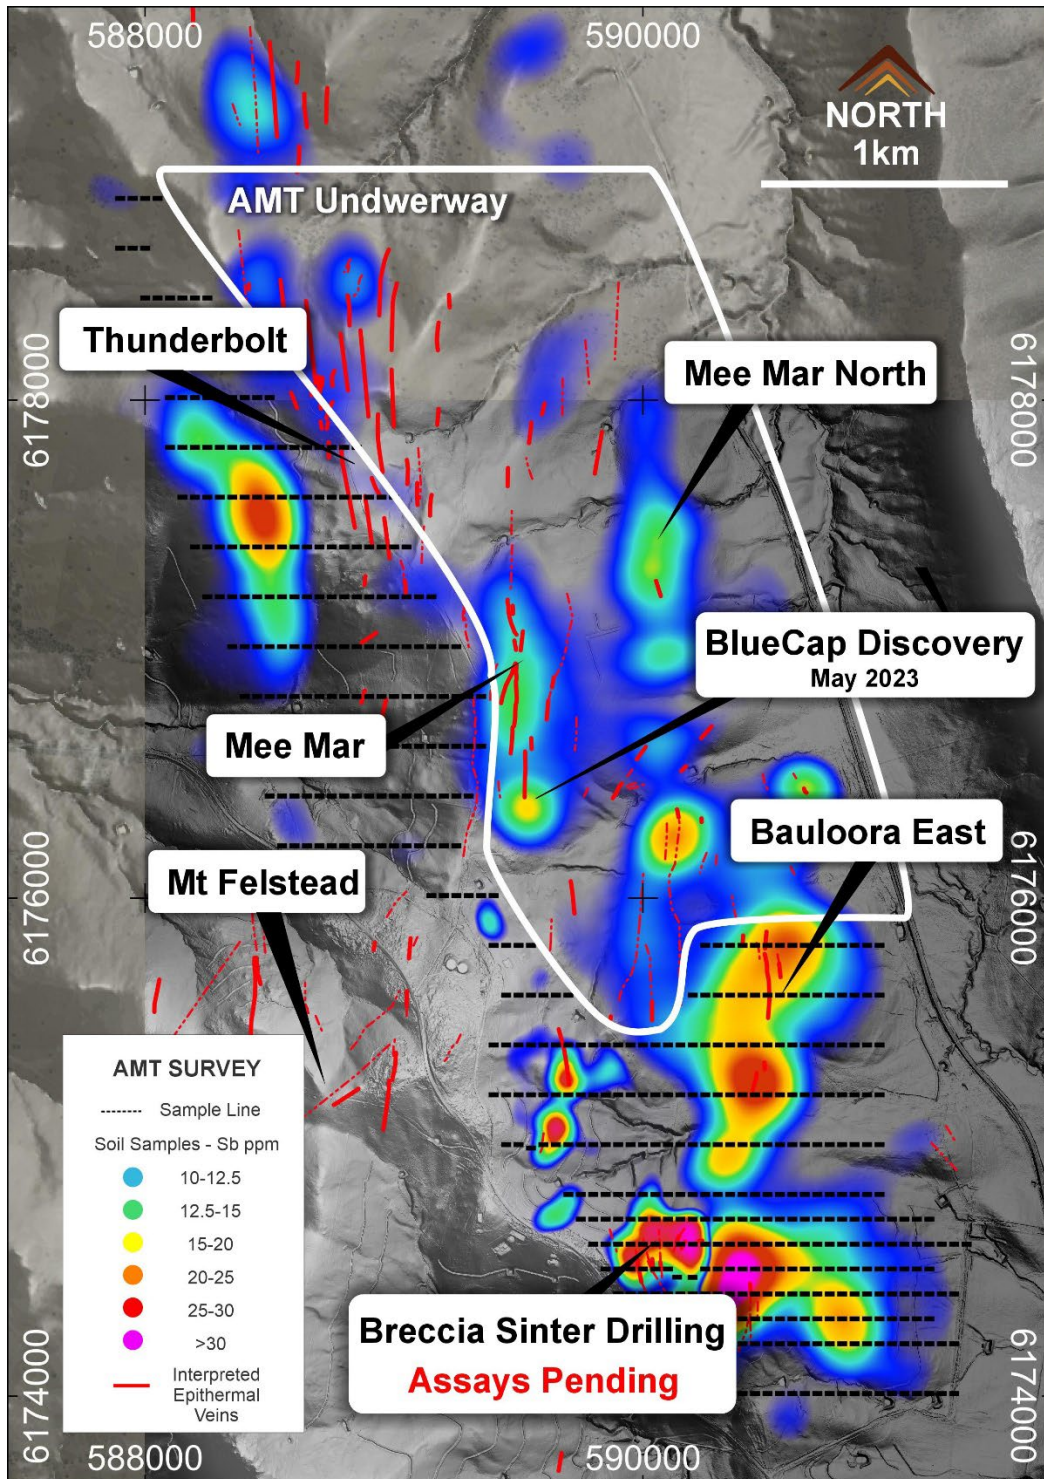 588000
590000
NORTH
1km
AMT Undwerway
Thunderbolt
Mee Mar North
6178000
6178000
BlueCap Discovery
May 2023
Mee Mar
Bauloora East
Mt Felstead
6176000
6176000
AMT SURVEY
Sample Line
Soil Samples - Sb ppm
10-12.5
12.5-15
15-20
20-25
25-30
>30
Interpreted
Epithermal
Veins
Breccia Sinter Drilling
Assays Pending
6174000
6174000
588000
590000